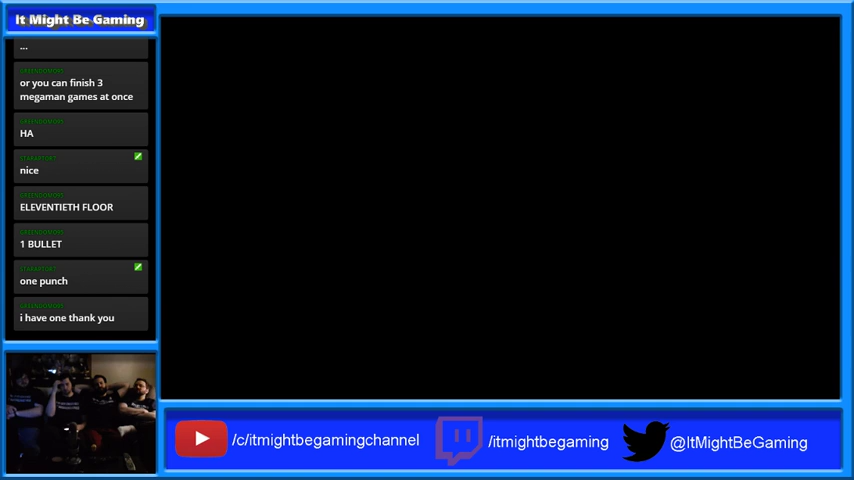 It Might Be Gaming
...
or you can finish 3
megaman games at once
HA
nice
ELEVENTIETH FLOOR
1 BULLET
one punch
i have one thank you
/c/itmightbegamingchannel
/itmightbegaming
@ItMightBeGaming